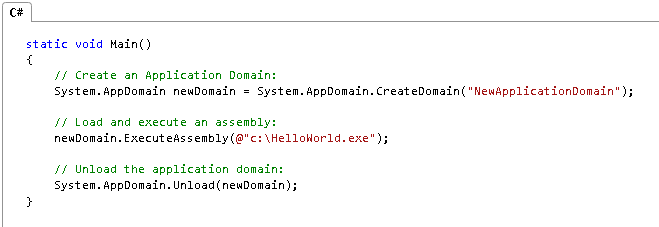 C#
static void Main()
{
    // Create an Application Domain:
    System.AppDomain newDomain = System.AppDomain.CreateDomain("NewApplicationDomain");
    // Load and execute an assembly:
    newDomain.ExecuteAssembly(@"c:\HelloWorld.exe");
    // Unload the application domain:
    System.AppDomain.Unload(newDomain);
}